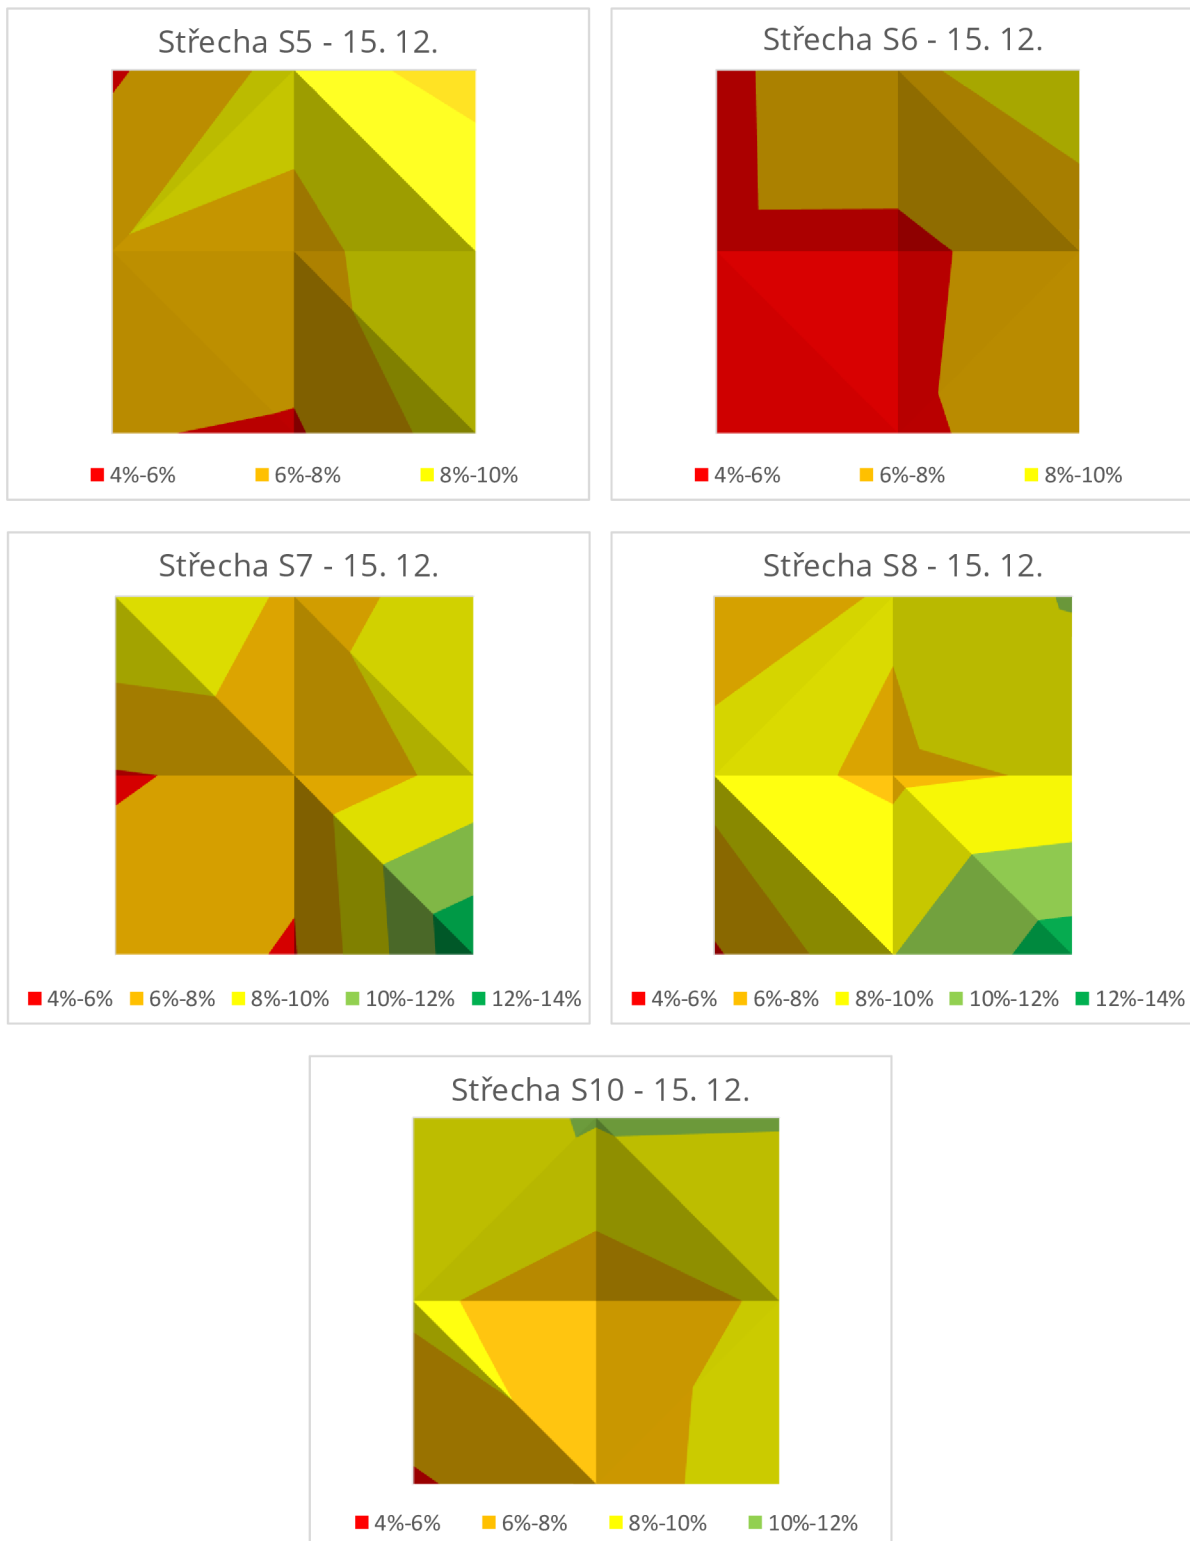 Střecha S5 - 15. 12.
4%-6% 6%-8% 8%-10%
Střecha S6 - 15. 12.
4%-6% 6%-8% 8%-10%
Střecha S7 - 15. 12.
4%-6% 6%-8% 8%-10% 10%-12% 12%-14%
Střecha S8 - 15. 12.
4%-6% 6%-8% 8%-10% 10%-12% 12%-14%
Střecha S10 - 15. 12.
4%-6% 6%-8% 8%-10% 10%-12%